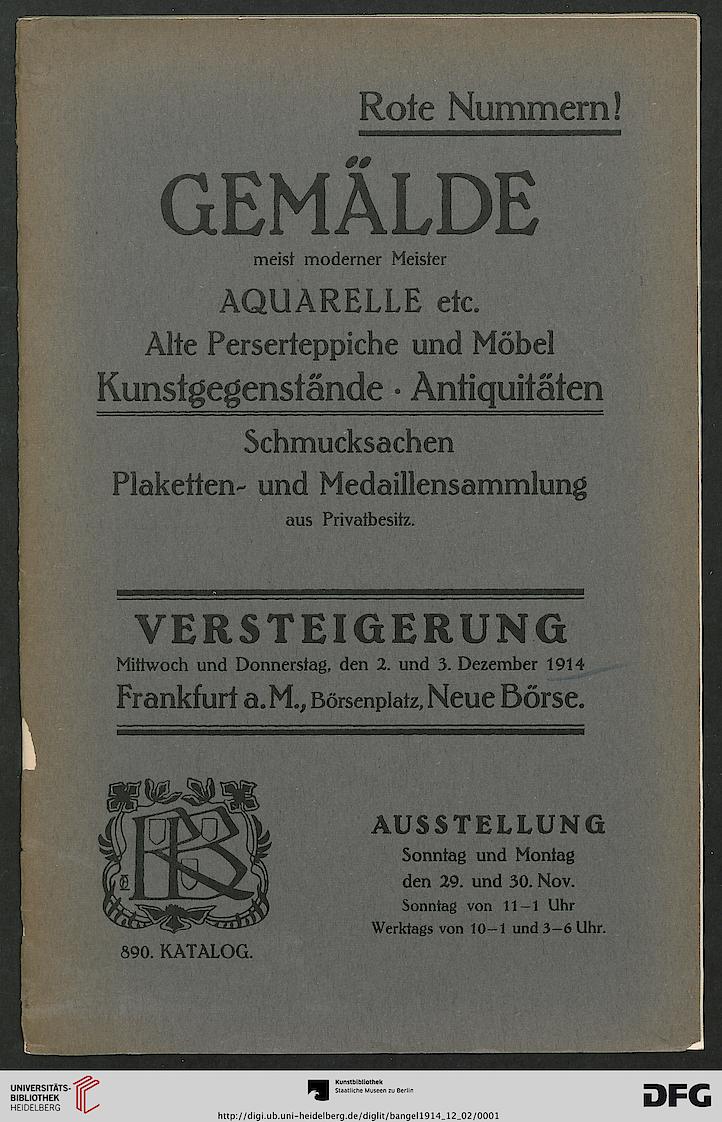 Rote Nummern!
GEMÄLDE
meist moderner Meister
AQUARELLE etc.
Alte Perserteppiche und Möbel
Kunstgegenstände · Antiquitäten
Schmucksachen
Plaketten- und Medaillensammlung
aus Privatbesitz.
VERSTEIGERUNG
Mittwoch und Donnerstag, den 2. und 3. Dezember 1914
Frankfurt a. M., Börsenplatz, Neue Börse.
890. KATALOG.
AUSSTELLUNG
Sonntag und Montag
den 29. und 30. Nov.
Sonntag von 11—1 Uhr
Werktags von 10—1 und 3—6 Uhr.
UNIVERSITÄTS-
BIBLIOTHEK
HEIDELBERG
Kunstbibliothek
Staatliche Museen zu Berlin
DFG
http://digi.ub.uni-heidelberg.de/diglit/bangel1914_12_02/0001